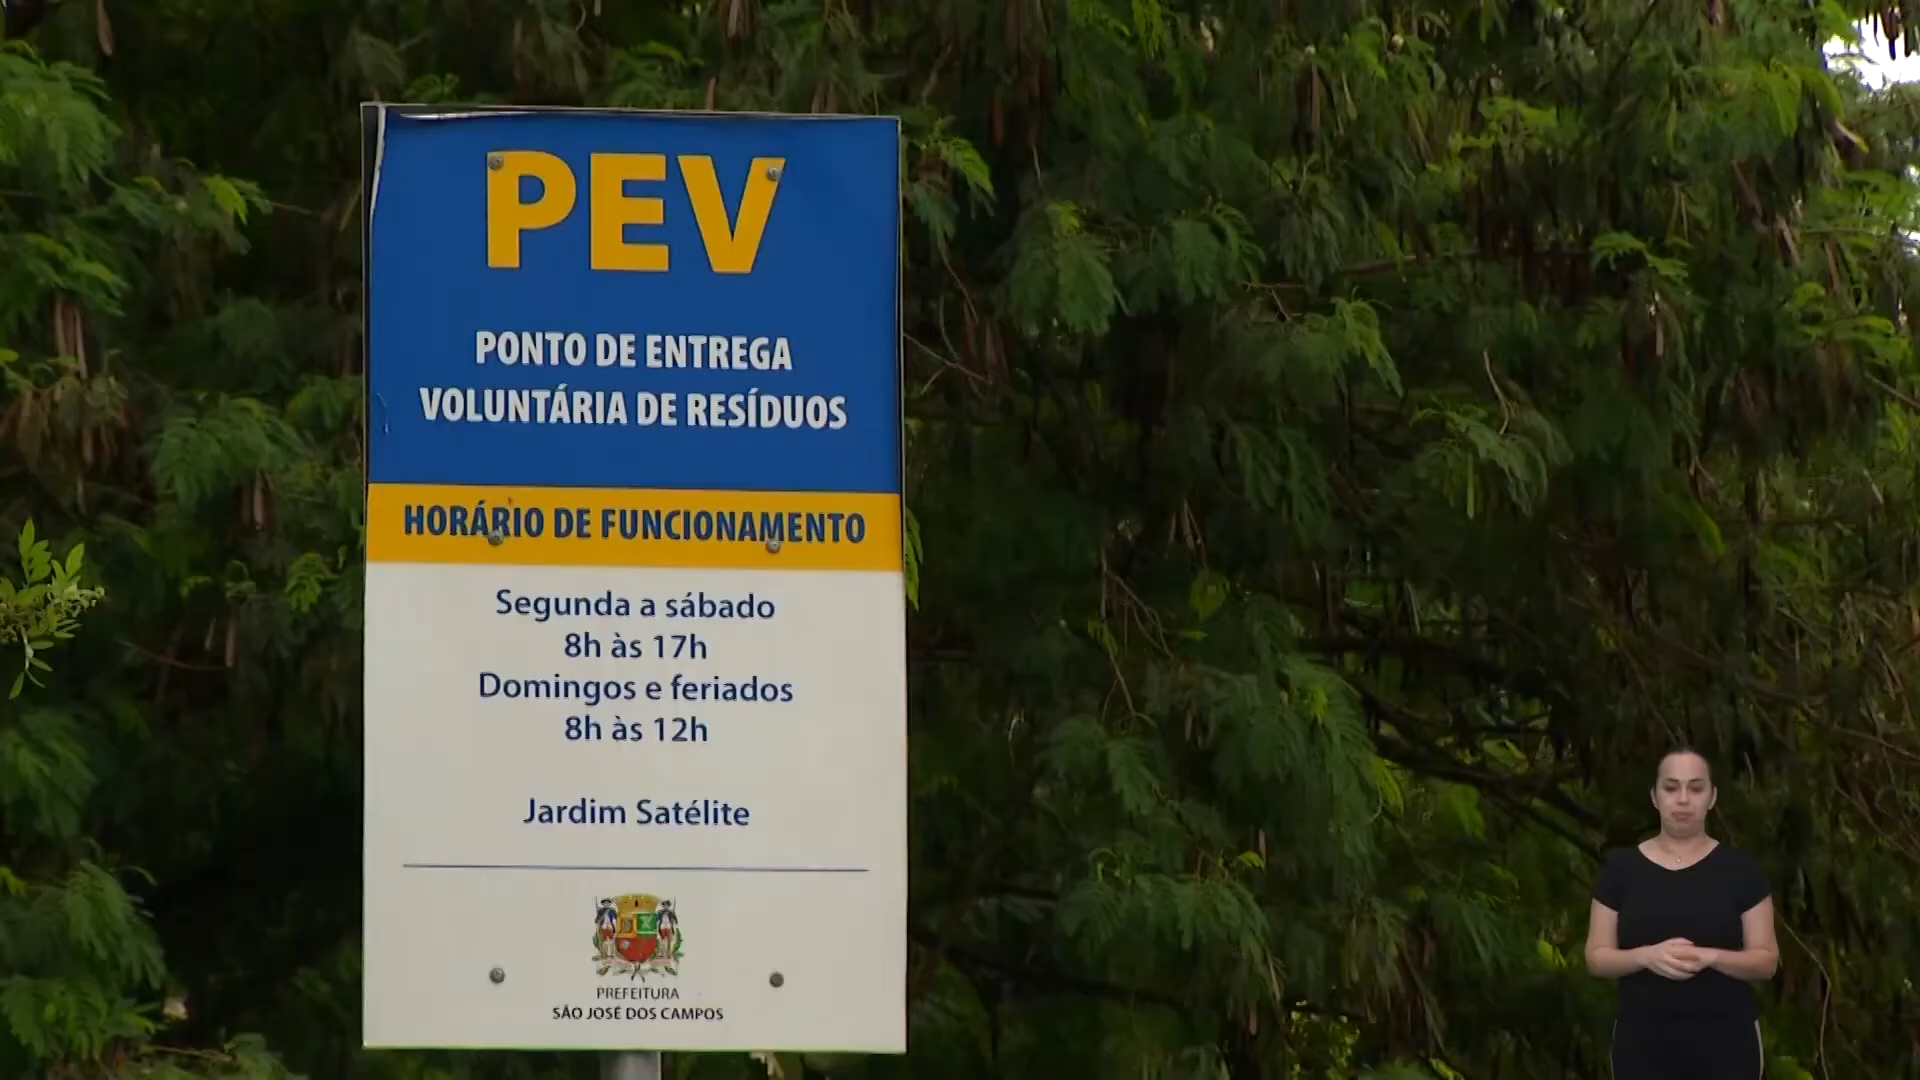 PEV
PONTO DE ENTREGA
VOLUNTÁRIA DE RESÍDUOS
HORÁRIO DE FUNCIONAMENTO
Segunda a sábado
8h às 17h
Domingos e feriados
8h às 12h
Jardim Satélite
PREFEITURA
SÃO JOSÉ DOS CAMPOS